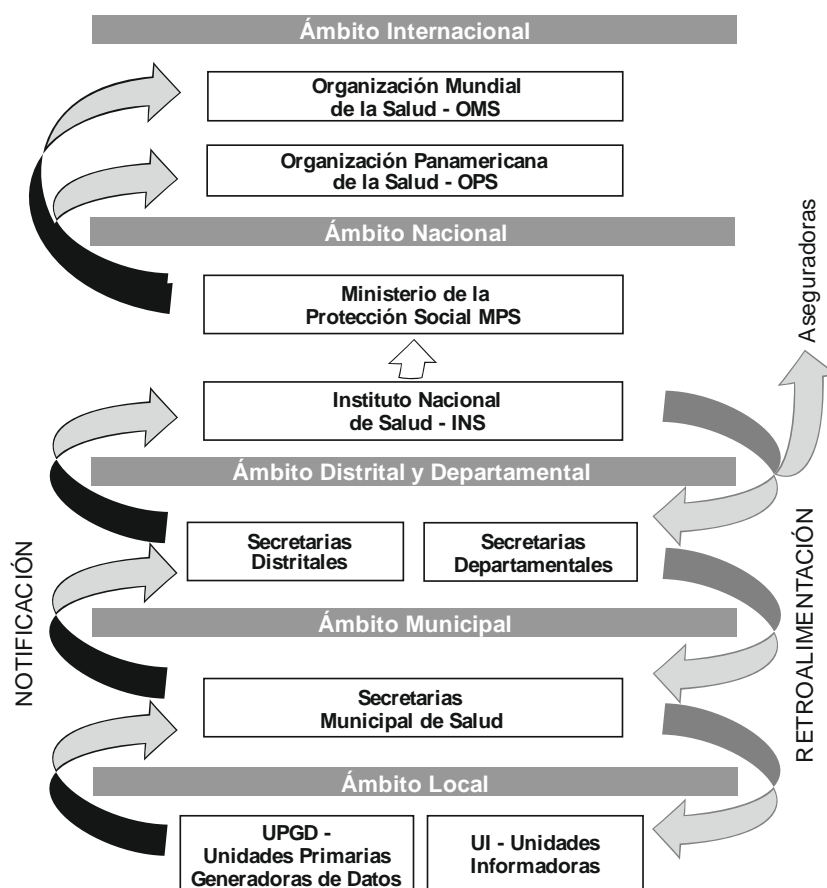 Ámbito Internacional
Organización Mundial
de la Salud - OMS
Organización Panamericana
de la Salud - OPS
Ámbito Nacional
Ministerio de la
Protección Social MPS
Aseguradoras
Instituto Nacional
de Salud - INS
Ámbito Distrital y Departamental
Secretarias
Distritales
Secretarias
Departamentales
NOTIFICACIÓN
RETROALIMENTACIÓN
Ámbito Municipal
Secretarias
Municipal de Salud
Ámbito Local
UPGD -
Unidades Primarias
Generadoras de Datos
UI - Unidades
Informadoras